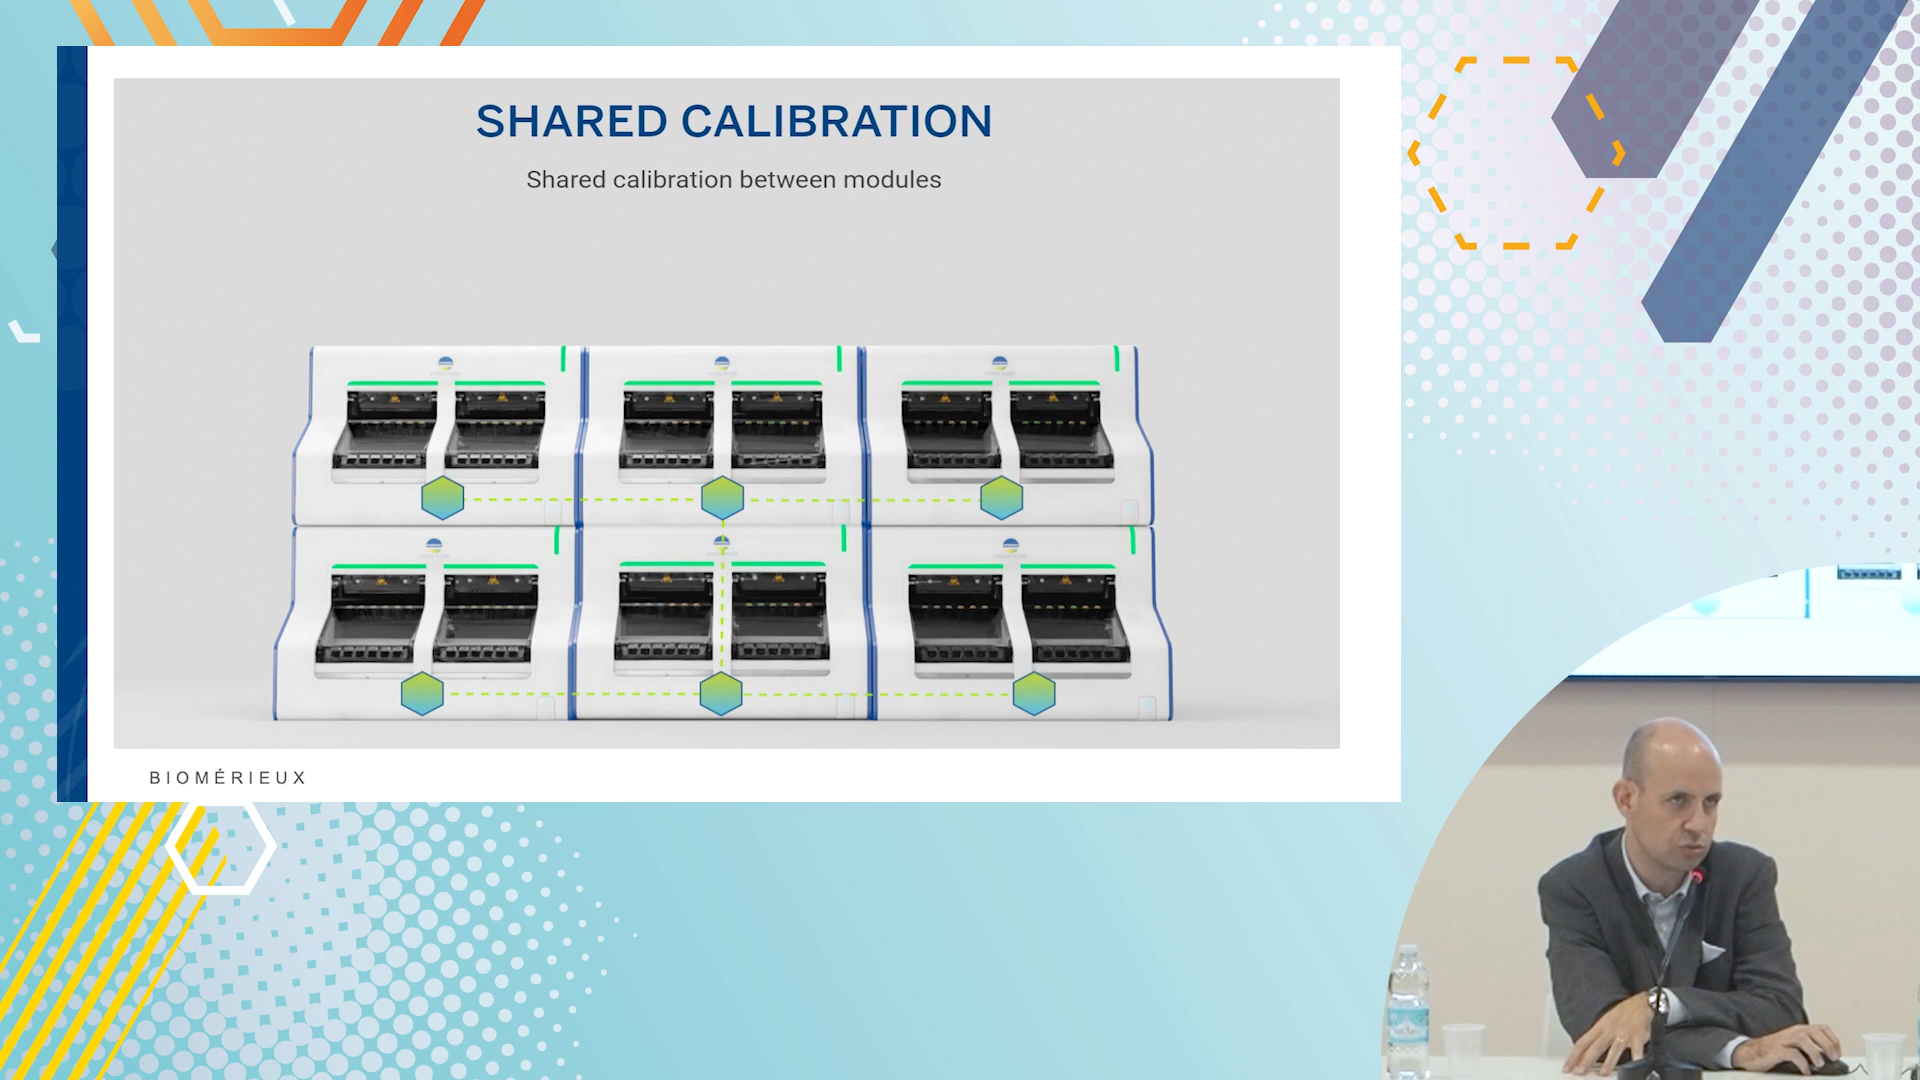 SHARED CALIBRATION
Shared calibration between modules
BIOMÉRIEUX